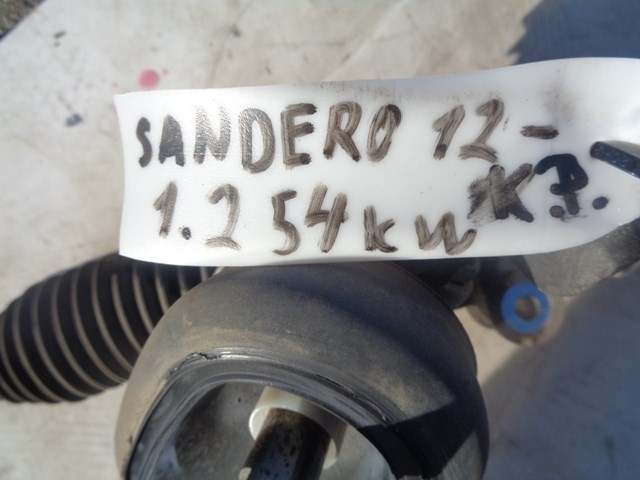 SANDERO 12-
1.2 54kw K.P.